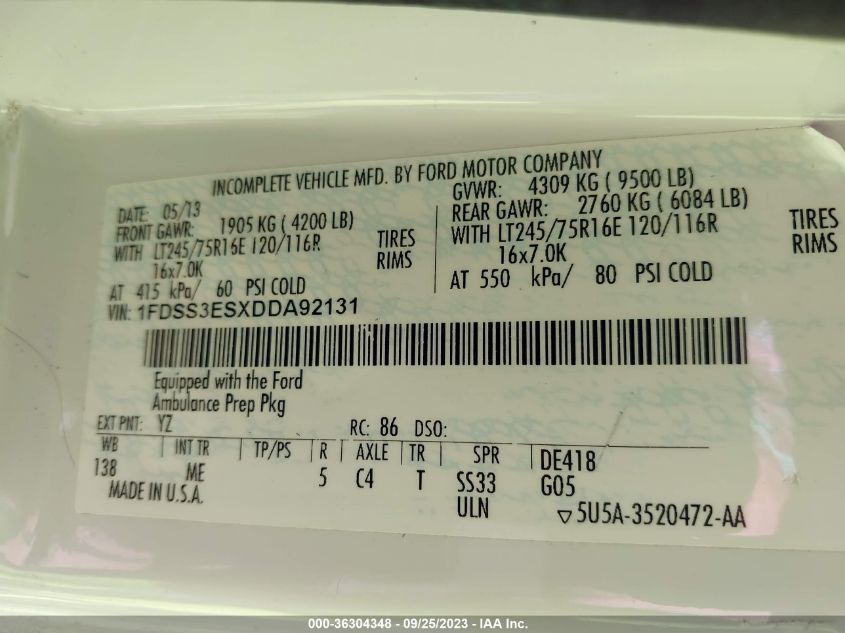 INCOMPLETE VEHICLE MFD. BY FORD MOTOR COMPANY
DATE: 05/13
FRONT GAWR: 1905 KG ( 4200 LB)
WITH LT245/75R16E 120/116R TIRES
16x7.0K RIMS
AT 415 kPa/ 60 PSI COLD
GVWR: 4309 KG ( 9500 LB)
REAR GAWR: 2760 KG ( 6084 LB)
WITH LT245/75R16E 120/116R TIRES
16x7.0K RIMS
AT 550 kPa/ 80 PSI COLD
VIN: 1FDSS3ESXDDA92131
Equipped with the Ford
Ambulance Prep Pkg
EXT PNT: YZ RC: 86 DSO:
WB INT TR TP/PS R AXLE TR SPR DE418
138 ME 5 C4 T SS33 G05
MADE IN U.S.A. ULN ▽5U5A-3520472-AA
000-36304348 - 09/25/2023 - IAA Inc.